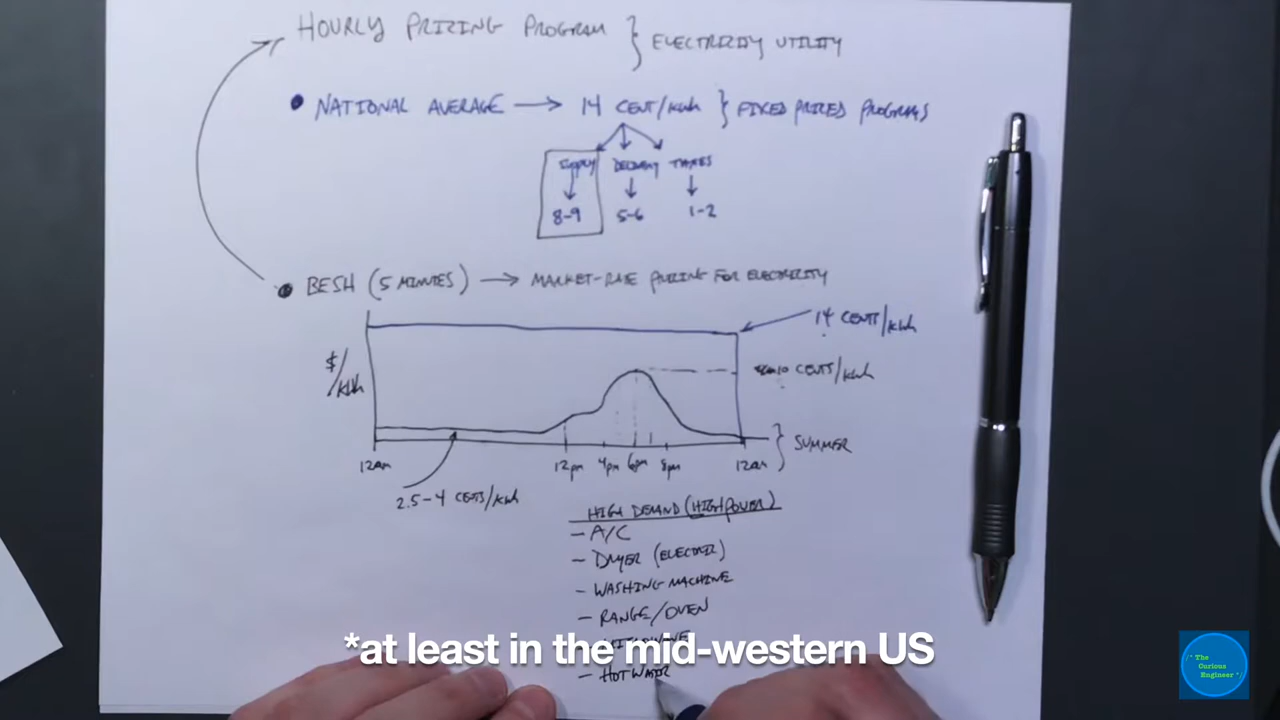 HOURLY PRICING PROGRAM } ELECTRICITY UTILITY
• NATIONAL AVERAGE → 14 CENT/kWh } FIXED PRICED PROGRAMS
SUPPLY DELIVERY TAXES
8-9 5-6 1-2
• BESH (5 MINUTES) → MARKET-RATE PRICING FOR ELECTRICITY
14 CENTS/kWh
$/kWh
10 CENTS/kWh
} SUMMER
12am 12pm 4pm 6pm 8pm 12am
2.5-4 CENTS/kWh
HIGH DEMAND (HIGH POWER)
- A/C
- DRYER (ELECTRIC)
- WASHING MACHINE
- RANGE/OVEN
*at least in the mid-western US
- HOT WATER
/* The
Curious
Engineer */